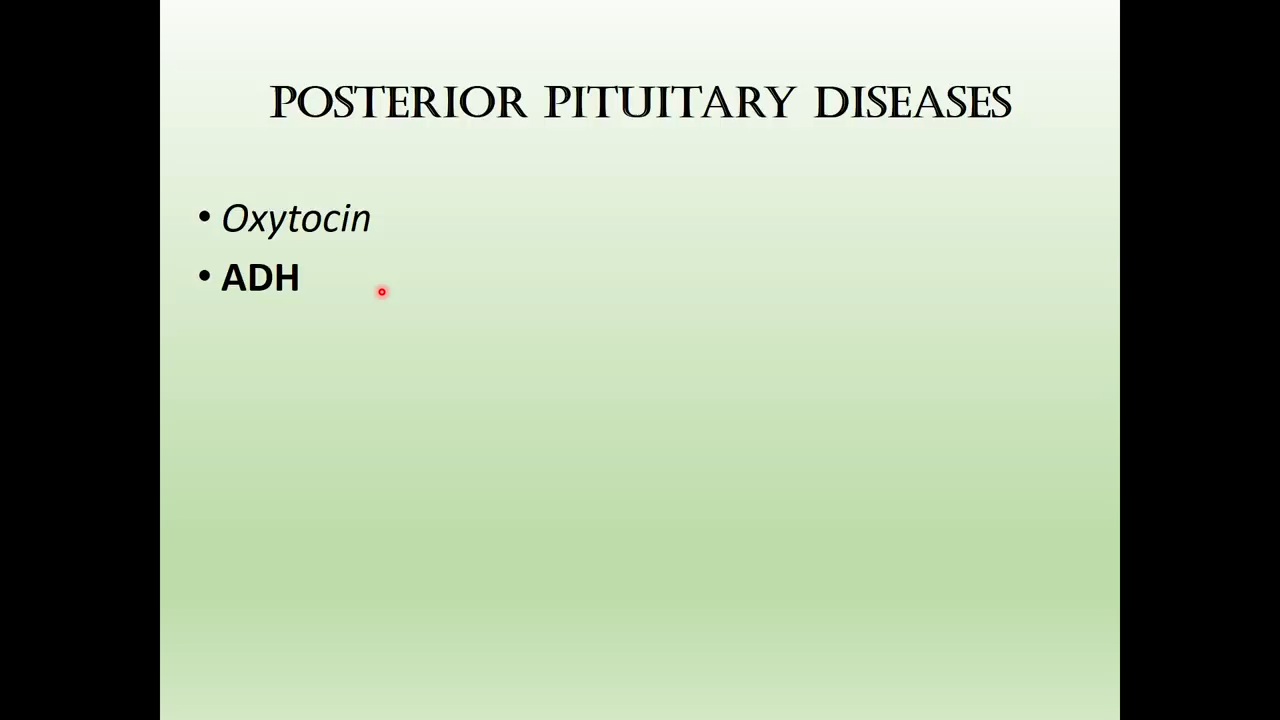 POSTERIOR PITUITARY DISEASES
• Oxytocin
• ADH